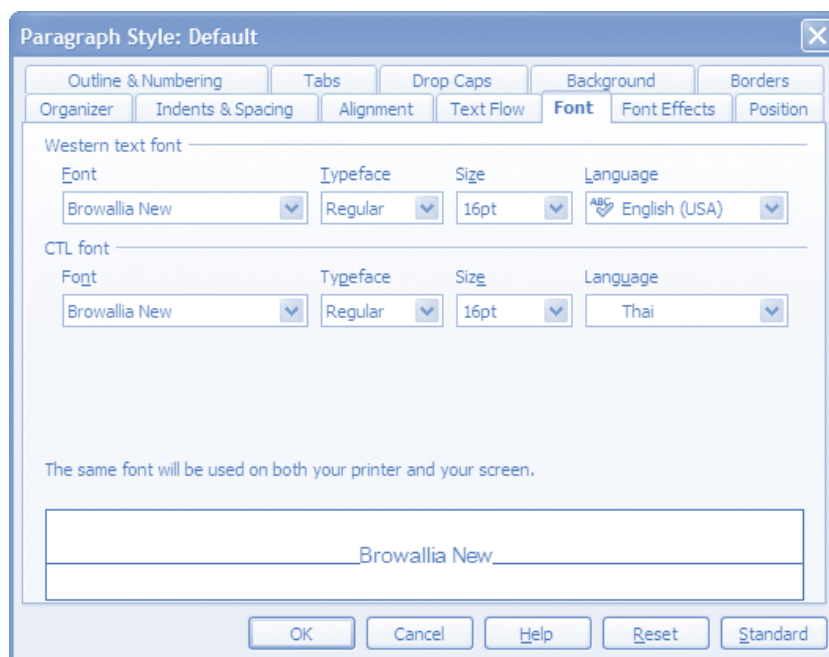 Paragraph Style: Default
Outline & Numbering Tabs Drop Caps Background Borders
Organizer Indents & Spacing Alignment Text Flow Font Font Effects Position
Western text font
Font Typeface Size Language
Browallia New Regular 16pt ABC English (USA)
CTL font
Font Typeface Size Language
Browallia New Regular 16pt Thai
The same font will be used on both your printer and your screen.
Browallia New
OK Cancel Help Reset Standard